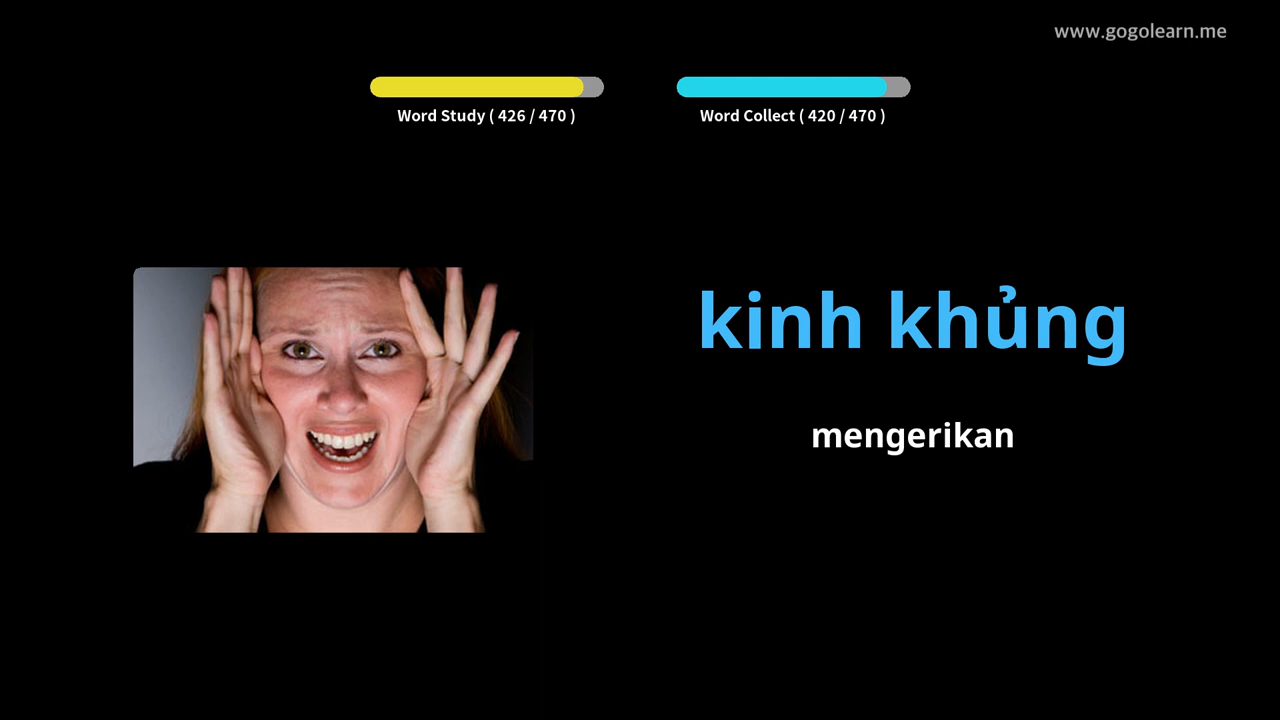 www.gogolearn.me
Word Study ( 426 / 470 )
Word Collect ( 420 / 470 )
kinh khủng
mengerikan